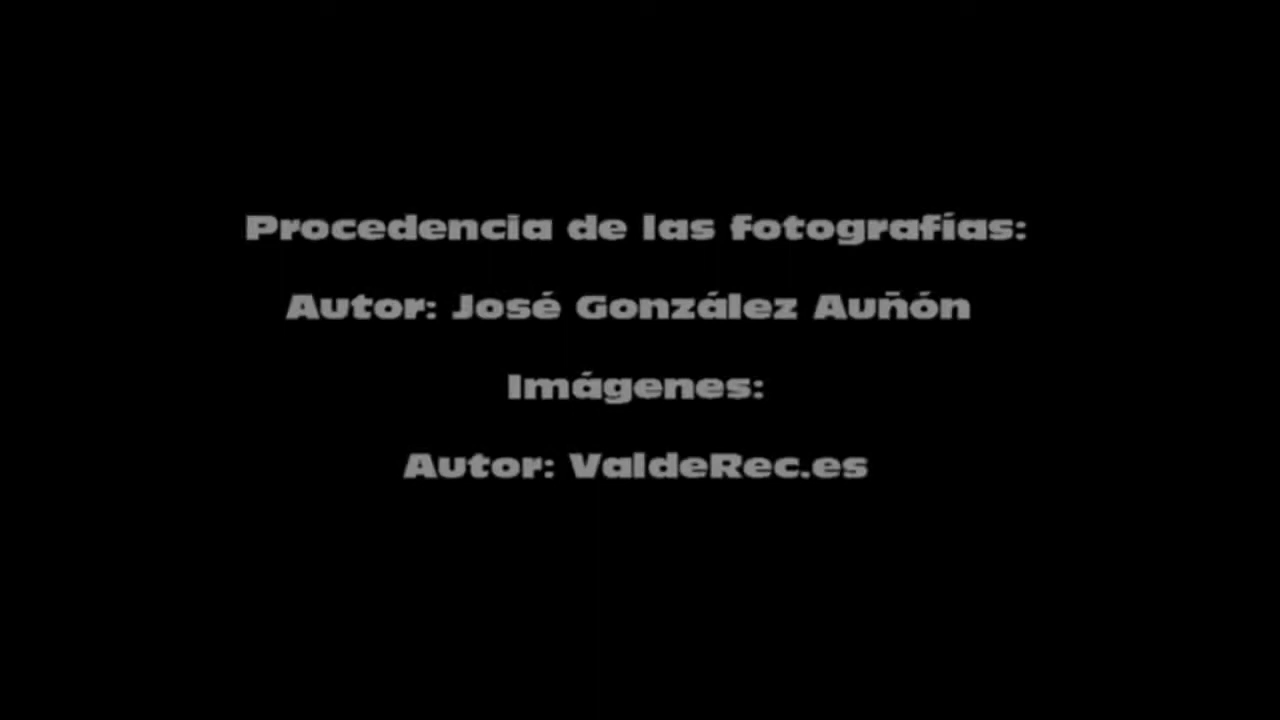 Procedencia de las fotografías:
Autor: José González Auñón
Imágenes:
Autor: ValdeRec.es